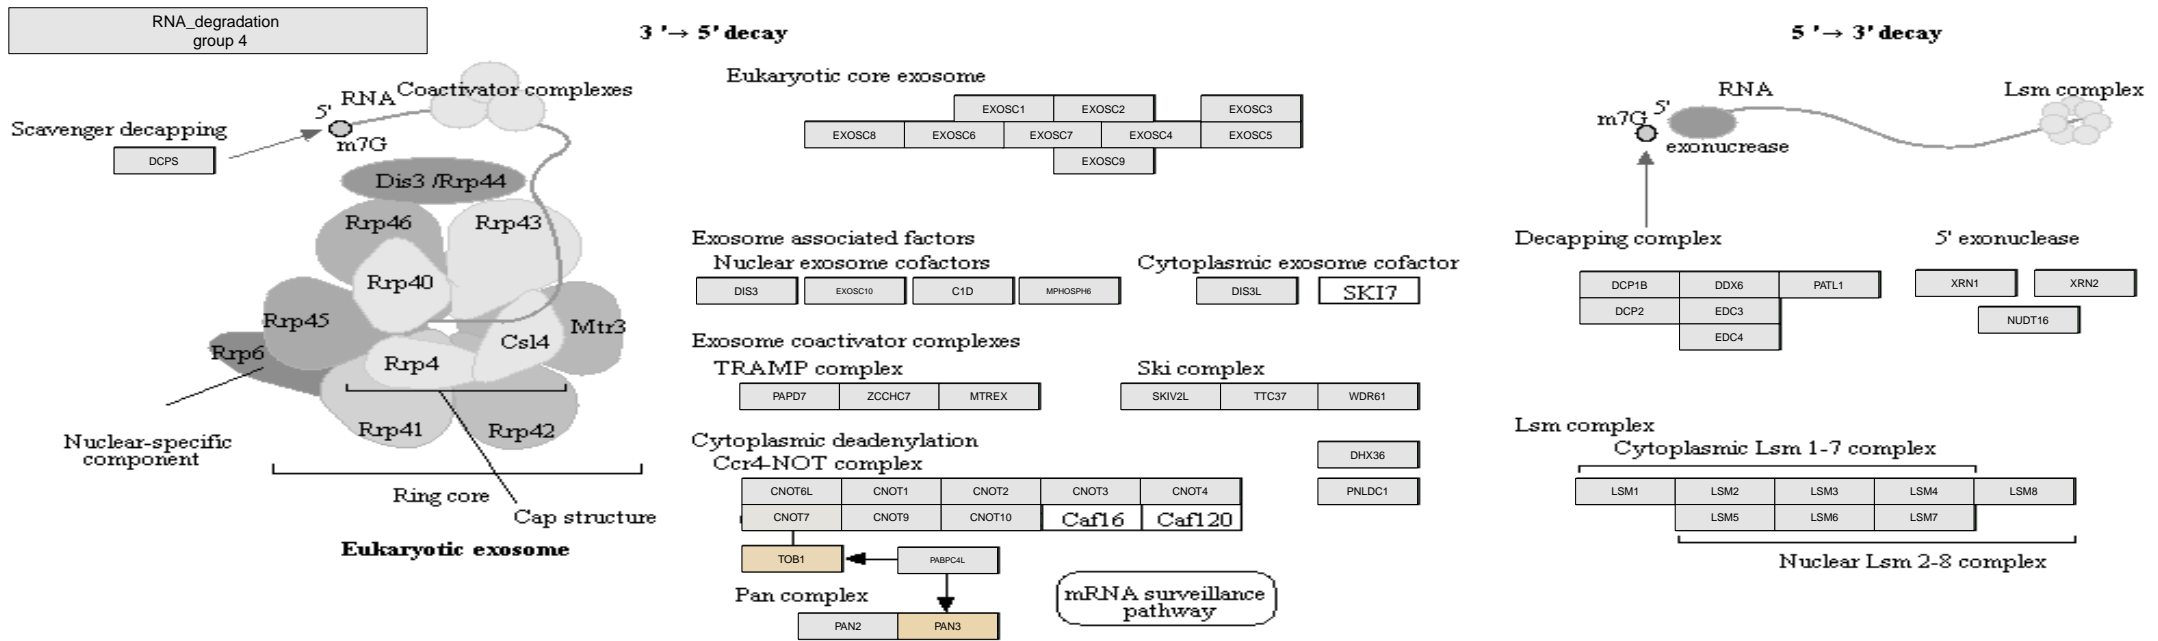 RNA_degradation
group 4
3 '→ 5' decay
5 '→ 3' decay
Eukaryotic core exosome
EXOSC1 EXOSC2 EXOSC3
EXOSC8 EXOSC6 EXOSC7 EXOSC4 EXOSC5
EXOSC9
Coactivator complexes
RNA
5'
m7G
Scavenger decapping
DCPS
Dis3 /Rrp44
Rrp46
Rrp43
Rrp40
Rrp45
Mtr3
Csl4
Rrp6
Rrp4
Rrp41
Rrp42
Nuclear-specific
component
Ring core
Cap structure
Eukaryotic exosome
Exosome associated factors
Nuclear exosome cofactors
DIS3 EXOSC10 C1D MPHOSPH6
Cytoplasmic exosome cofactor
DIS3L SKI7
Exosome coactivator complexes
TRAMP complex
PAPD7 ZCCHC7 MTREX
Ski complex
SKIV2L TTC37 WDR61
Cytoplasmic deadenylation
Ccr4-NOT complex
CNOT6L CNOT1 CNOT2 CNOT3 CNOT4
CNOT7 CNOT9 CNOT10 Caf16 Caf120
DHX36
PNLDC1
TOB1 PABPC4L
Pan complex
PAN2 PAN3
mRNA surveillance
pathway
RNA
Lsm complex
5'
m7G
exonucrease
Decapping complex
DCP1B DDX6 PATL1
DCP2 EDC3
EDC4
5' exonuclease
XRN1 XRN2
NUDT16
Lsm complex
Cytoplasmic Lsm 1-7 complex
LSM1 LSM2 LSM3 LSM4 LSM8
LSM5 LSM6 LSM7
Nuclear Lsm 2-8 complex